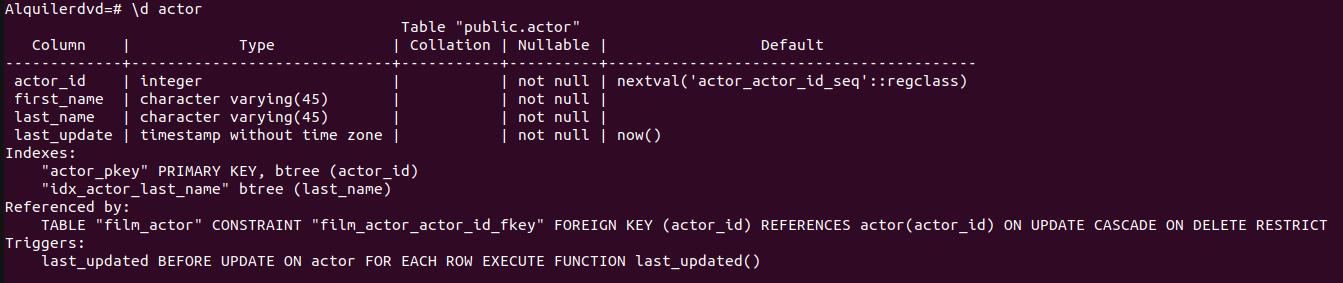 Alquilerdvd=# \d actor
                                            Table "public.actor"
   Column    |            Type             | Collation | Nullable |                 Default
-------------+-----------------------------+-----------+----------+-----------------------------------------
 actor_id    | integer                     |           | not null | nextval('actor_actor_id_seq'::regclass)
 first_name  | character varying(45)       |           | not null |
 last_name   | character varying(45)       |           | not null |
 last_update | timestamp without time zone |           | not null | now()
Indexes:
    "actor_pkey" PRIMARY KEY, btree (actor_id)
    "idx_actor_last_name" btree (last_name)
Referenced by:
    TABLE "film_actor" CONSTRAINT "film_actor_actor_id_fkey" FOREIGN KEY (actor_id) REFERENCES actor(actor_id) ON UPDATE CASCADE ON DELETE RESTRICT
Triggers:
    last_updated BEFORE UPDATE ON actor FOR EACH ROW EXECUTE FUNCTION last_updated()